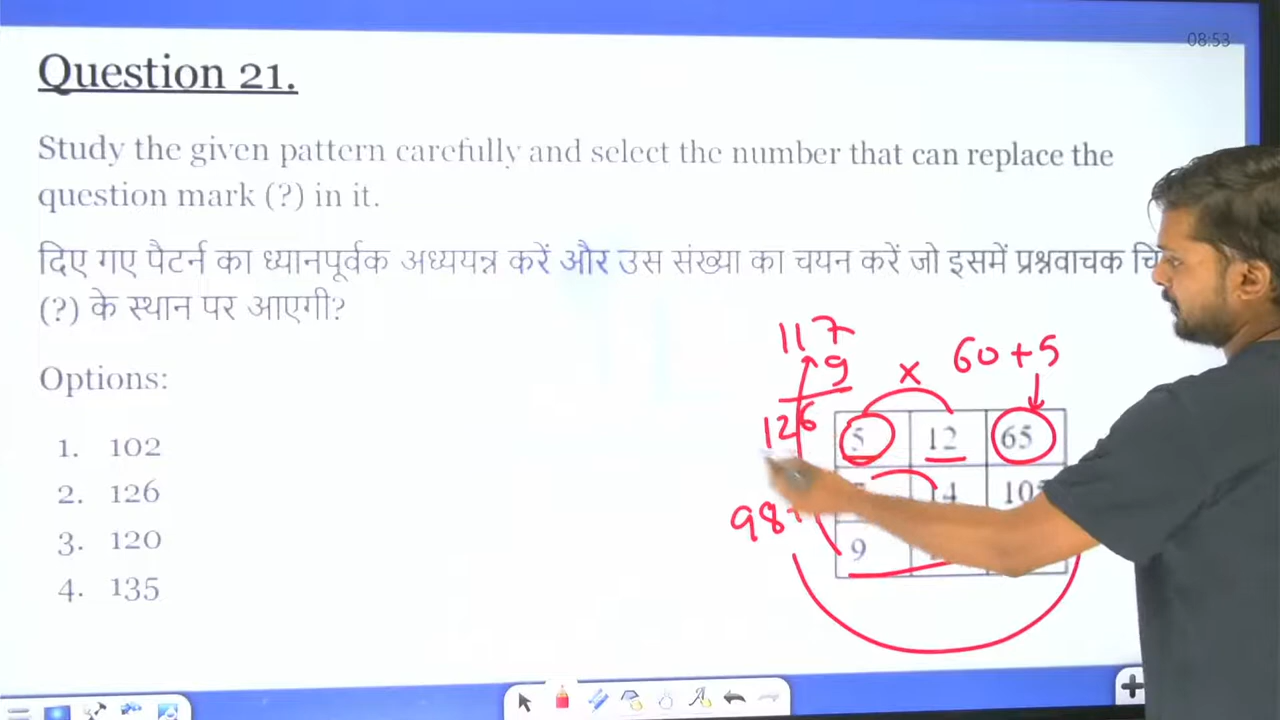 08:53
Question 21.
Study the given pattern carefully and select the number that can replace the
question mark (?) in it.
दिए गए पैटर्न का ध्यानपूर्वक अध्ययन करें और उस संख्या का चयन करें जो इसमें प्रश्नवाचक
(?) के स्थान पर आएगी?
Options:
1. 102
2. 126
3. 120
4. 135
117
9
126
× 60+5
5 12 65
14
98+
9